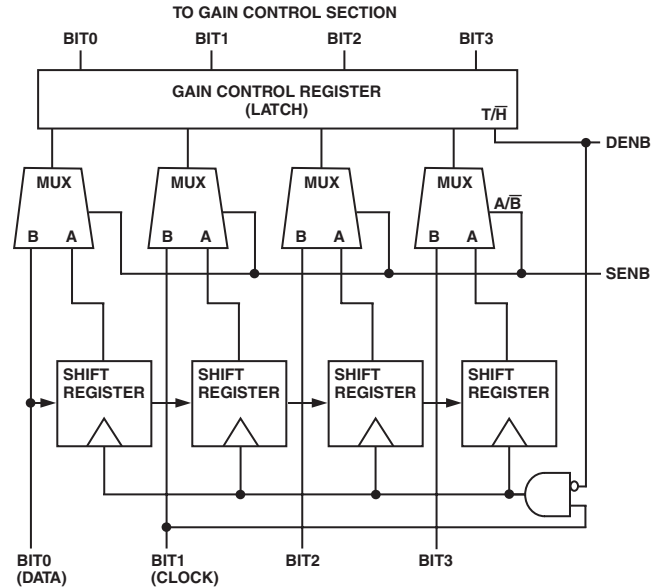 TO GAIN CONTROL SECTION
BIT0 BIT1 BIT2 BIT3
GAIN CONTROL REGISTER
(LATCH)
T/H̅
DENB
MUX MUX MUX MUX
A/B̅
B A B A B A B A
SENB
SHIFT REGISTER
SHIFT REGISTER
SHIFT REGISTER
SHIFT REGISTER
BIT0
(DATA)
BIT1
(CLOCK)
BIT2
BIT3